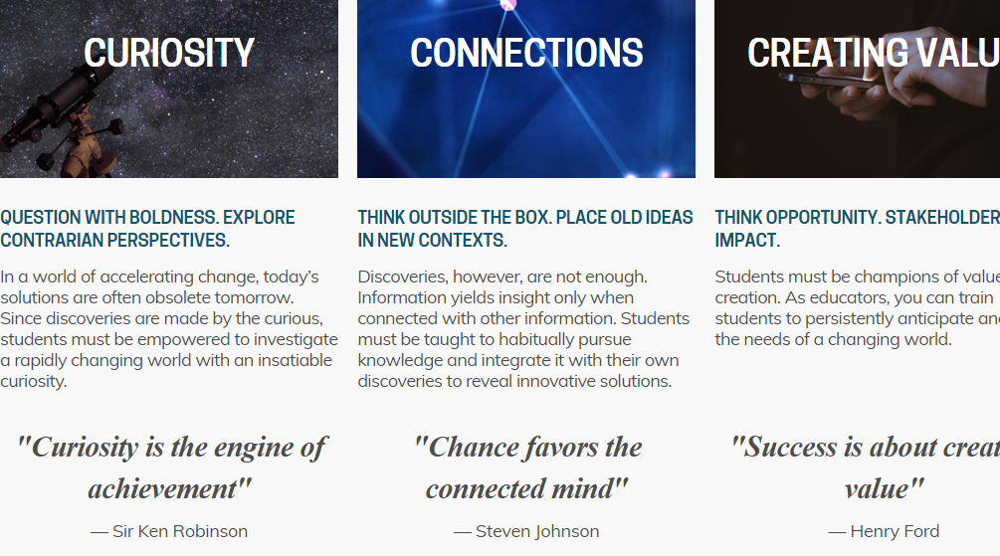 CURIOSITY
QUESTION WITH BOLDNESS. EXPLORE
CONTRARIAN PERSPECTIVES.
In a world of accelerating change, today’s
solutions are often obsolete tomorrow.
Since discoveries are made by the curious,
students must be empowered to investigate
a rapidly changing world with an insatiable
curiosity.
"Curiosity is the engine of
achievement"
— Sir Ken Robinson
CONNECTIONS
THINK OUTSIDE THE BOX. PLACE OLD IDEAS
IN NEW CONTEXTS.
Discoveries, however, are not enough.
Information yields insight only when
connected with other information. Students
must be taught to habitually pursue
knowledge and integrate it with their own
discoveries to reveal innovative solutions.
"Chance favors the
connected mind"
— Steven Johnson
CREATING VALU
THINK OPPORTUNITY. STAKEHOLDER
IMPACT.
Students must be champions of value
creation. As educators, you can train
students to persistently anticipate an
the needs of a changing world.
"Success is about creat
value"
— Henry Ford